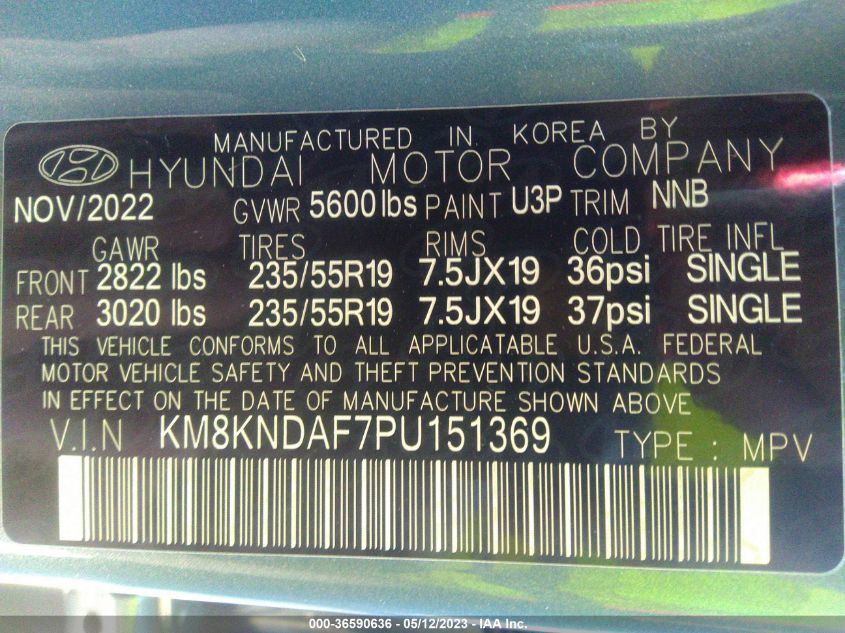 MANUFACTURED IN KOREA BY
HYUNDAI MOTOR COMPANY
NOV/2022 GVWR 5600 lbs PAINT U3P TRIM NNB
GAWR TIRES RIMS COLD TIRE INFL
FRONT 2822 lbs 235/55R19 7.5JX19 36psi SINGLE
REAR 3020 lbs 235/55R19 7.5JX19 37psi SINGLE
THIS VEHICLE CONFORMS TO ALL APPLICATABLE U.S.A. FEDERAL
MOTOR VEHICLE SAFETY AND THEFT PREVENTION STANDARDS
IN EFFECT ON THE DATE OF MANUFACTURE SHOWN ABOVE
V.I.N KM8KNDAF7PU151369 TYPE : MPV
000-36590636 - 05/12/2023 - IAA Inc.